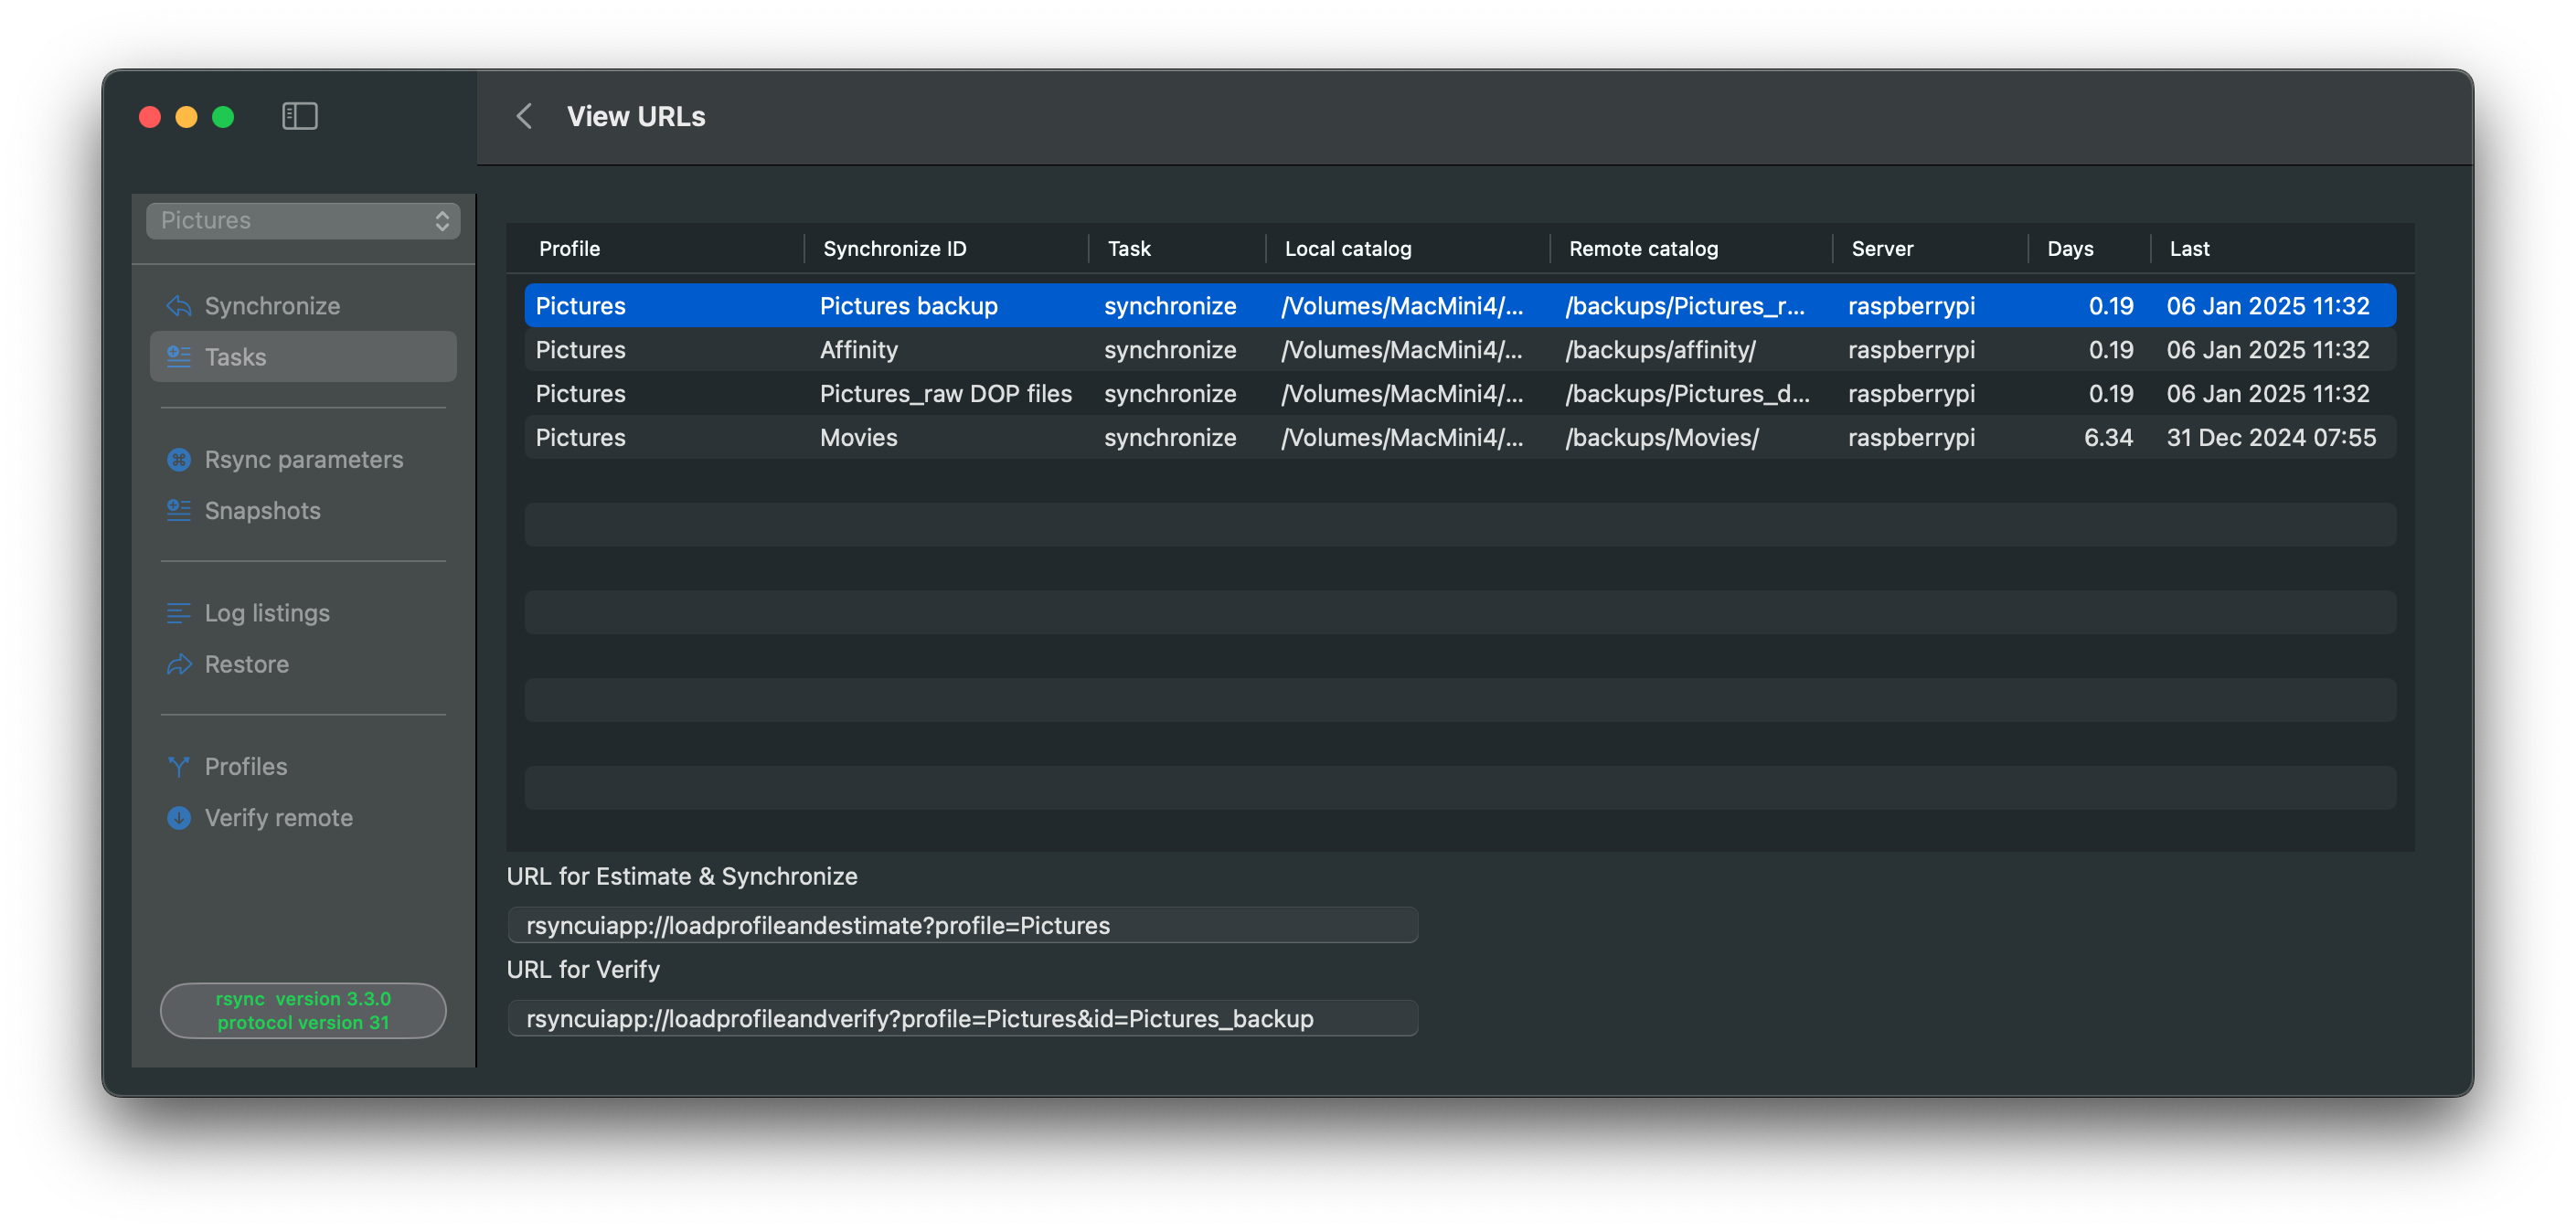 View URLs
Pictures
Synchronize
Tasks
Rsync parameters
Snapshots
Log listings
Restore
Profiles
Verify remote
rsync  version 3.3.0
protocol version 31
Profile Synchronize ID Task Local catalog Remote catalog Server Days Last
Pictures Pictures backup synchronize /Volumes/MacMini4/... /backups/Pictures_r... raspberrypi 0.19 06 Jan 2025 11:32
Pictures Affinity synchronize /Volumes/MacMini4/... /backups/affinity/ raspberrypi 0.19 06 Jan 2025 11:32
Pictures Pictures_raw DOP files synchronize /Volumes/MacMini4/... /backups/Pictures_d... raspberrypi 0.19 06 Jan 2025 11:32
Pictures Movies synchronize /Volumes/MacMini4/... /backups/Movies/ raspberrypi 6.34 31 Dec 2024 07:55
URL for Estimate & Synchronize
rsyncuiapp://loadprofileandestimate?profile=Pictures
URL for Verify
rsyncuiapp://loadprofileandverify?profile=Pictures&id=Pictures_backup